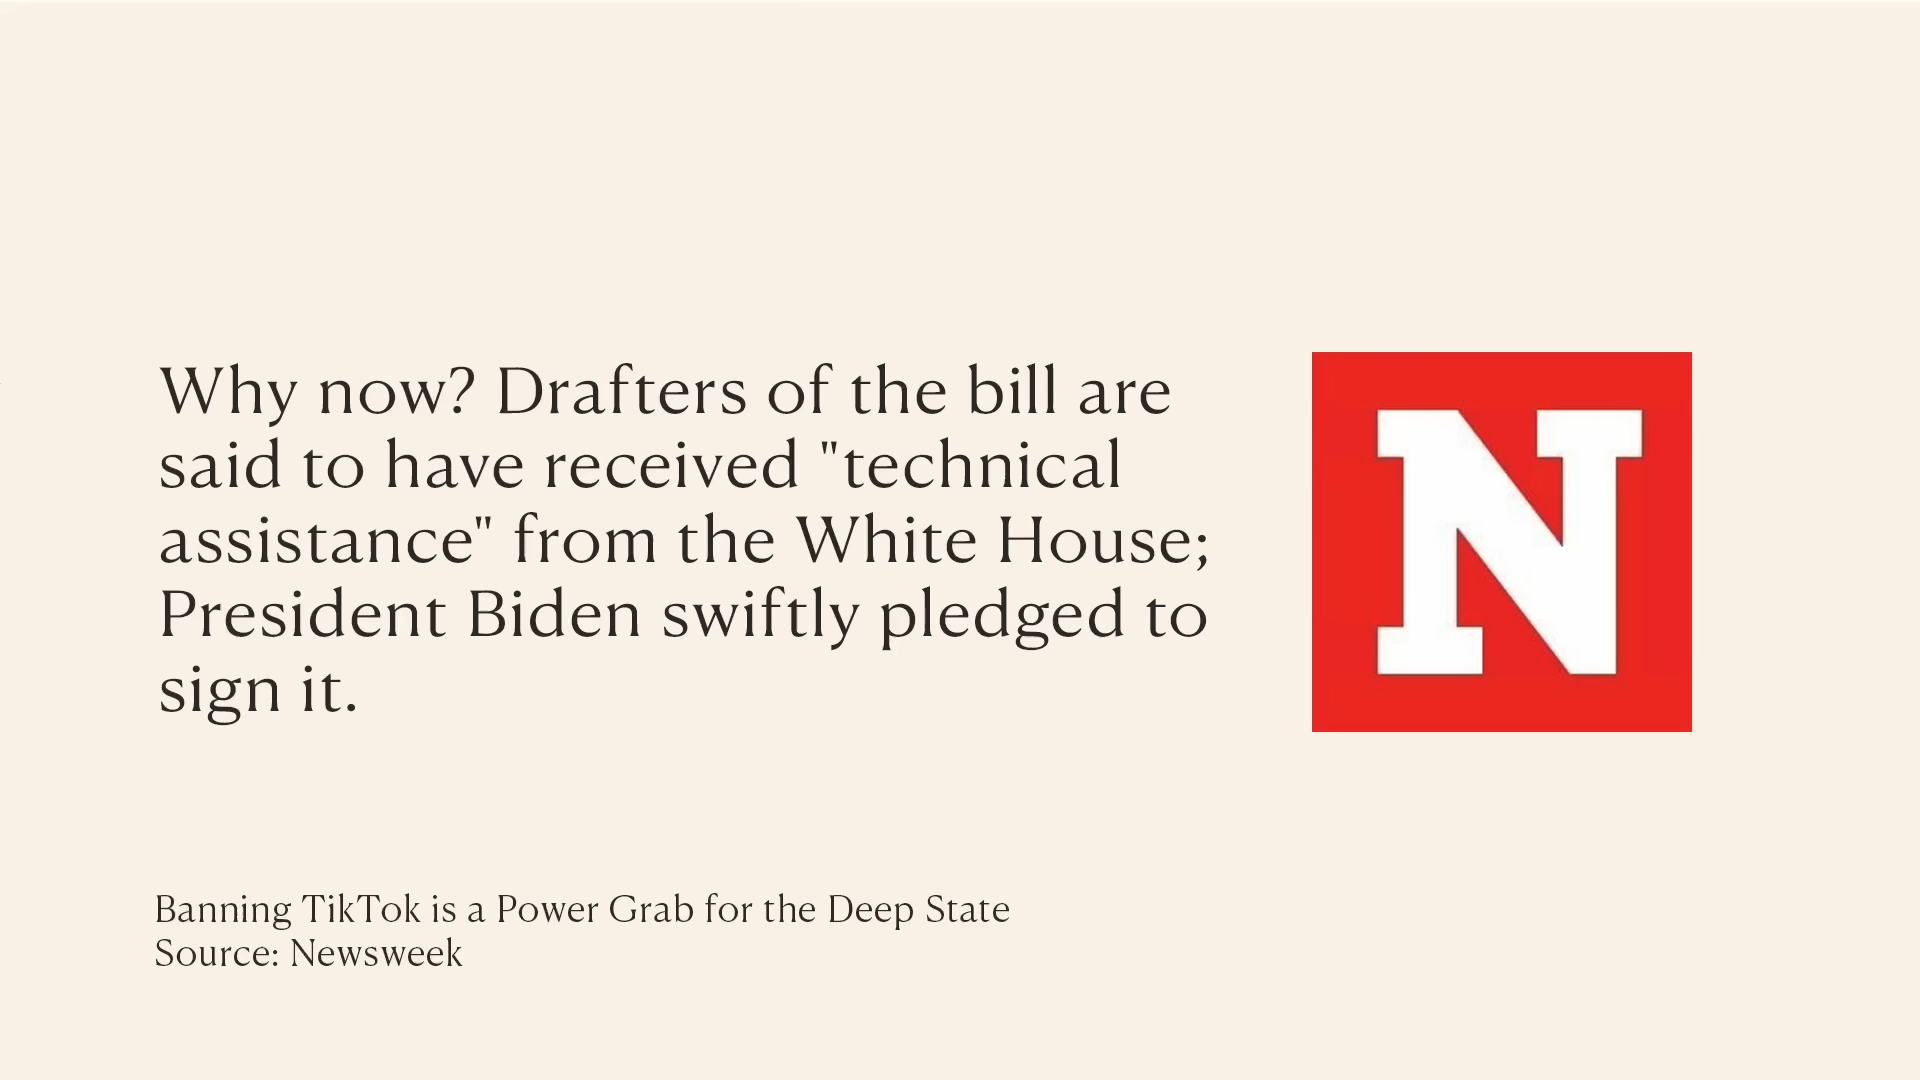 Why now? Drafters of the bill are
said to have received "technical
assistance" from the White House;
President Biden swiftly pledged to
sign it.
N
Banning TikTok is a Power Grab for the Deep State
Source: Newsweek